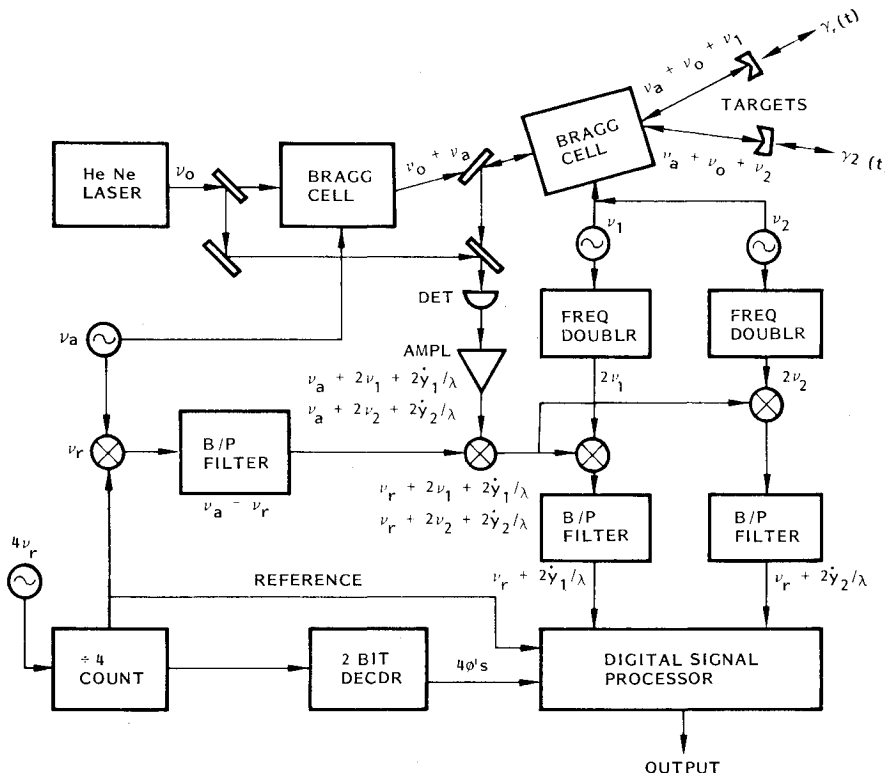 γ, (t)
ν_a + ν_o + ν_1
TARGETS
γ2 (t)
ν_a + ν_o + ν_2
BRAGG
CELL
He Ne
LASER
ν_o
BRAGG
CELL
ν_o + ν_a
ν_1
ν_2
DET
FREQ
DOUBLR
FREQ
DOUBLR
ν_a
AMPL
ν_a + 2ν_1 + 2ẏ_1/λ
ν_a + 2ν_2 + 2ẏ_2/λ
2ν_1
2ν_2
ν_r
B/P
FILTER
ν_a - ν_r
ν_r + 2ν_1 + 2ẏ_1/λ
ν_r + 2ν_2 + 2ẏ_2/λ
B/P
FILTER
B/P
FILTER
4ν_r
REFERENCE
ν_r + 2ẏ_1/λ
ν_r + 2ẏ_2/λ
÷4
COUNT
2 BIT
DECDR
4ø's
DIGITAL SIGNAL
PROCESSOR
OUTPUT